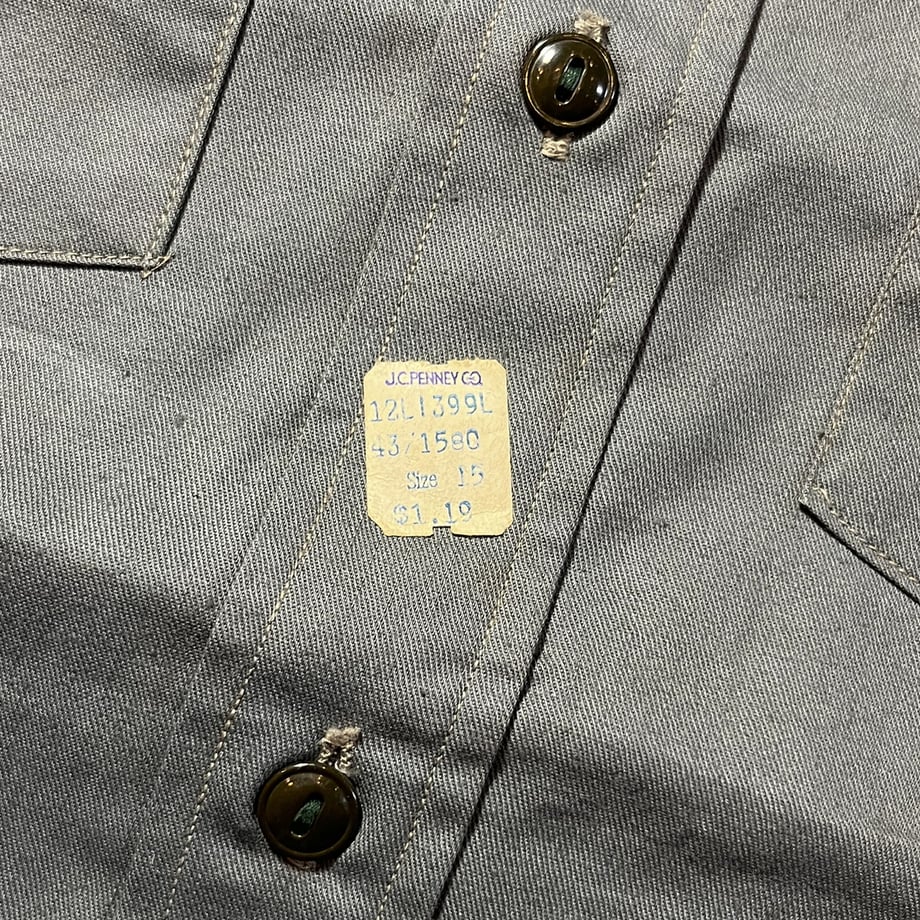 J.C.PENNEY CO.
12L1399L
43/1580
Size 15
$1.19